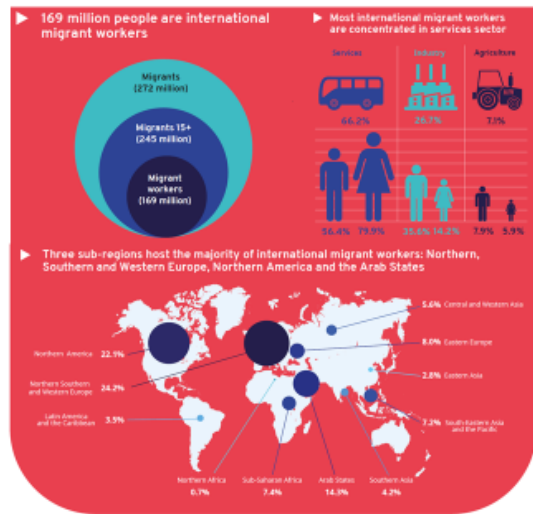 169 million people are international
migrant workers
Migrants
(272 million)
Migrants 15+
(245 million)
Migrant
workers
(169 million)
Most international migrant workers
are concentrated in services sector
Services
Industry
Agriculture
66.2%
26.7%
7.1%
56.4%
79.9%
35.6%
14.2%
7.9%
5.9%
Three sub-regions host the majority of international migrant workers: Northern,
Southern and Western Europe, Northern America and the Arab States
5.6% Central and Western Asia
8.0% Eastern Europe
Northern America 22.1%
2.8% Eastern Asia
Northern Southern
and Western Europe
24.2%
Latin America
and the Caribbean
3.5%
7.2% South Eastern Asia
and the Pacific
Northern Africa
0.7%
Sub-Saharan Africa
7.4%
Arab States
14.3%
Southern Asia
4.2%